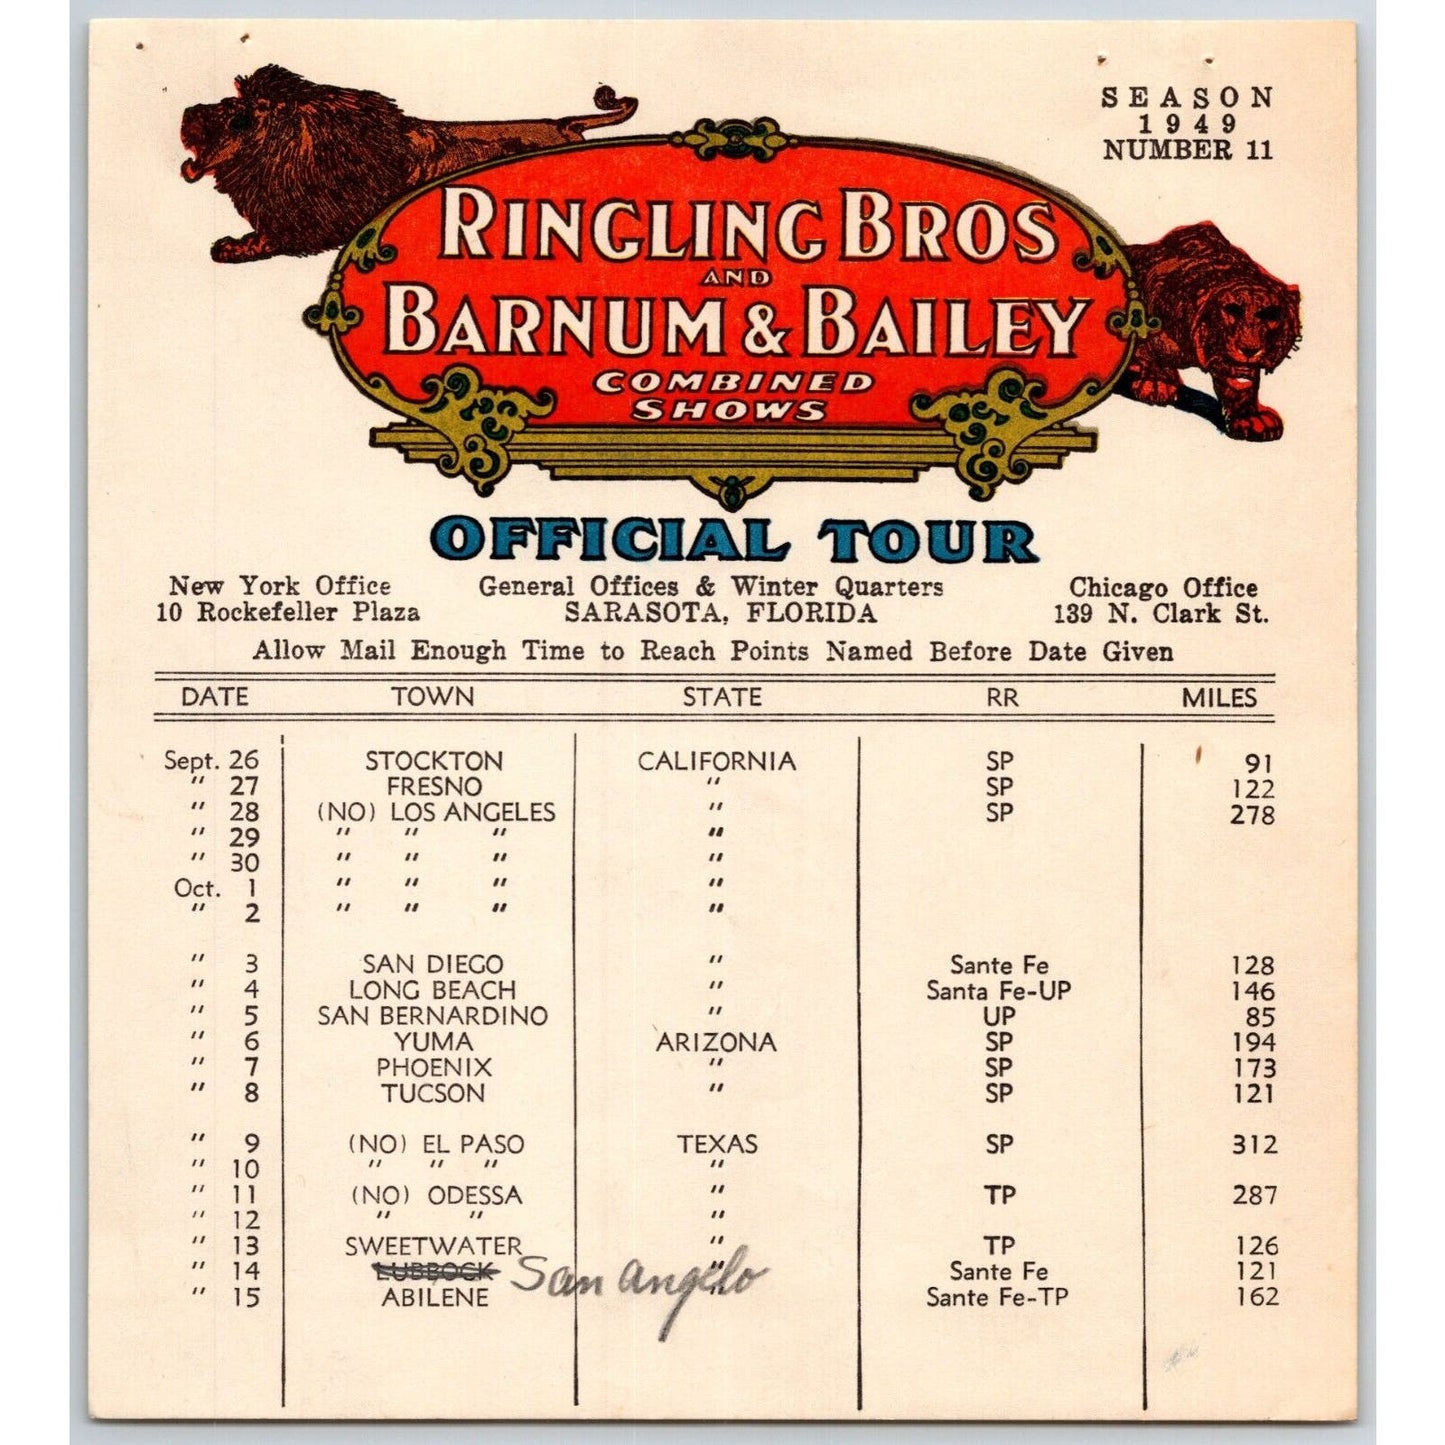 SEASON
1949
NUMBER 11
RINGLING BROS
AND
BARNUM & BAILEY
COMBINED
SHOWS
OFFICIAL TOUR
New York Office General Offices & Winter Quarters Chicago Office
10 Rockefeller Plaza SARASOTA, FLORIDA 139 N. Clark St.
Allow Mail Enough Time to Reach Points Named Before Date Given
DATE TOWN STATE RR MILES
Sept. 26 STOCKTON CALIFORNIA SP 91
" 27 FRESNO " SP 122
" 28 (NO) LOS ANGELES " SP 278
" 29 " " " "
" 30 " " " "
Oct. 1 " " " "
" 2 " " " "
" 3 SAN DIEGO " Sante Fe 128
" 4 LONG BEACH " Santa Fe-UP 146
" 5 SAN BERNARDINO " UP 85
" 6 YUMA ARIZONA SP 194
" 7 PHOENIX " SP 173
" 8 TUCSON " SP 121
" 9 (NO) EL PASO TEXAS SP 312
" 10 " " " "
" 11 (NO) ODESSA " TP 287
" 12 " " "
" 13 SWEETWATER " TP 126
" 14 LUBBOCK San Angelo " Sante Fe 121
" 15 ABILENE " Sante Fe-TP 162